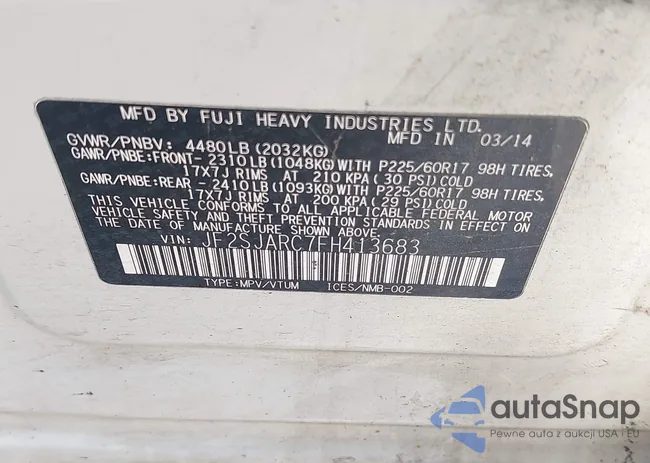 MFD BY FUJI HEAVY INDUSTRIES LTD.
MFD IN 03/14
GVWR/PNBV: 4480LB (2032KG)
GAWR/PNBE:FRONT- 2310LB (1048KG) WITH P225/60R17 98H TIRES.
17X7J RIMS AT 210 KPA (30 PSI) COLD
GAWR/PNBE:REAR - 2410LB (1093KG) WITH P225/60R17 98H TIRES.
17X7J RIMS AT 200 KPA (29 PSI) COLD
THIS VEHICLE CONFORMS TO ALL APPLICABLE FEDERAL MOTOR
VEHICLE SAFETY AND THEFT PREVENTION STANDARDS IN EFFECT
ON THE DATE OF MANUFACTURE SHOWN ABOVE.
VIN: JF2SJARC7FH413683
TYPE:MPV/VTUM ICES/NMB-002
autaSnap
Pewne auta z aukcji USA i EU